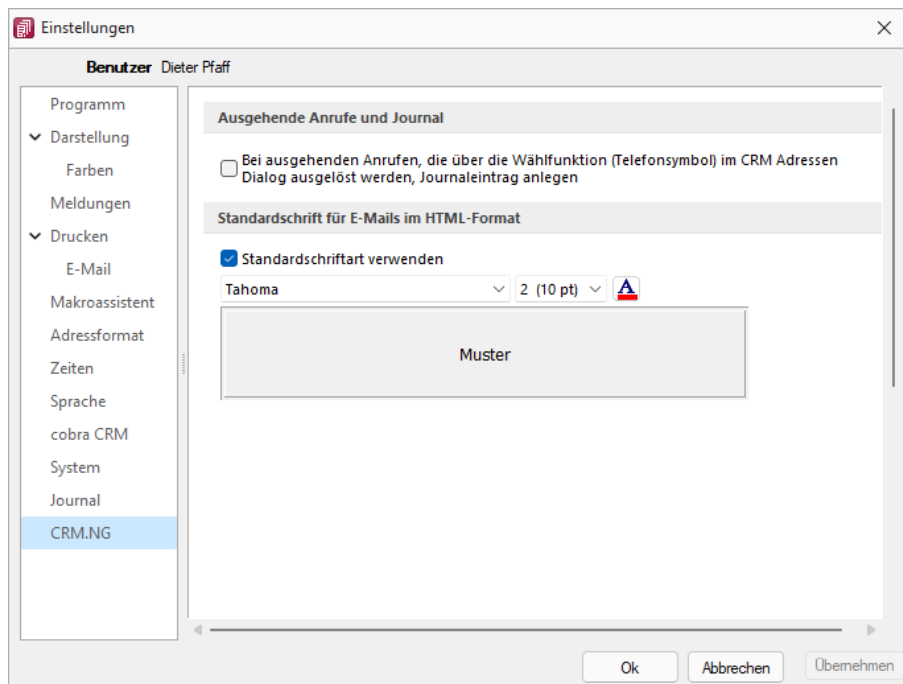 Einstellungen
Benutzer Dieter Pfaff
Programm
Darstellung
Farben
Meldungen
Drucken
E-Mail
Makroassistent
Adressformat
Zeiten
Sprache
cobra CRM
System
Journal
CRM.NG
Ausgehende Anrufe und Journal
Bei ausgehenden Anrufen, die über die Wählfunktion (Telefonsymbol) im CRM Adressen
Dialog ausgelöst werden, Journaleintrag anlegen
Standardschrift für E-Mails im HTML-Format
Standardschriftart verwenden
Tahoma 2 (10 pt) A
Muster
Ok Abbrechen Übernehmen